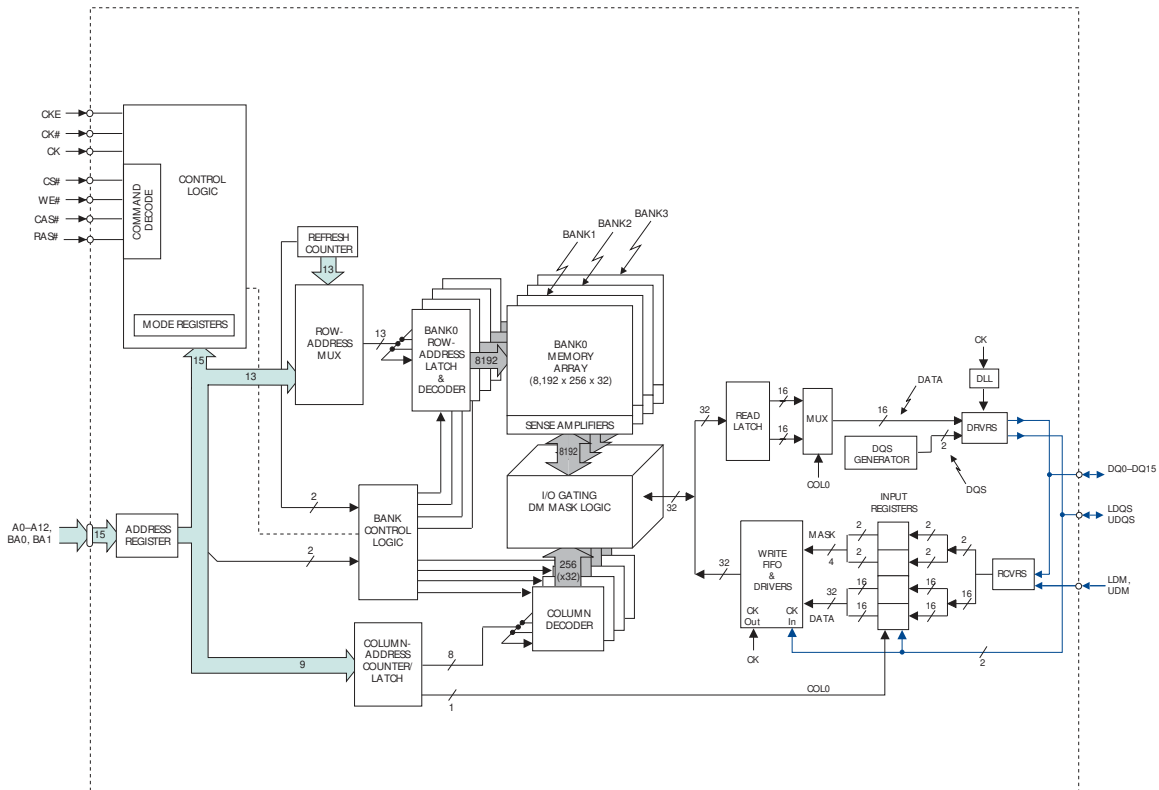 CKE
CK#
CK
CS#
WE#
CAS#
RAS#
COMMAND
DECODE
CONTROL
LOGIC
MODE REGISTERS
15
REFRESH
COUNTER
13
ROW-
ADDRESS
MUX
13
13
BANK0
ROW-
ADDRESS
LATCH
&
DECODER
8192
BANK1
BANK2
BANK3
BANK0
MEMORY
ARRAY
(8,192 x 256 x 32)
SENSE AMPLIFIERS
8192
I/O GATING
DM MASK LOGIC
32
256
(x32)
COLUMN
DECODER
A0–A12,
BA0, BA1
15
ADDRESS
REGISTER
2
2
BANK
CONTROL
LOGIC
9
COLUMN-
ADDRESS
COUNTER/
LATCH
8
1
COL0
32
READ
LATCH
16
16
MUX
COL0
16
DATA
DQS
GENERATOR
2
DQS
CK
DLL
DRVRS
DQ0–DQ15
LDQS
UDQS
LDM,
UDM
RCVRS
INPUT
REGISTERS
2
2
2
2
2
16
16
16
16
16
MASK
4
32
DATA
32
WRITE
FIFO
&
DRIVERS
CK
Out
CK
In
CK
2